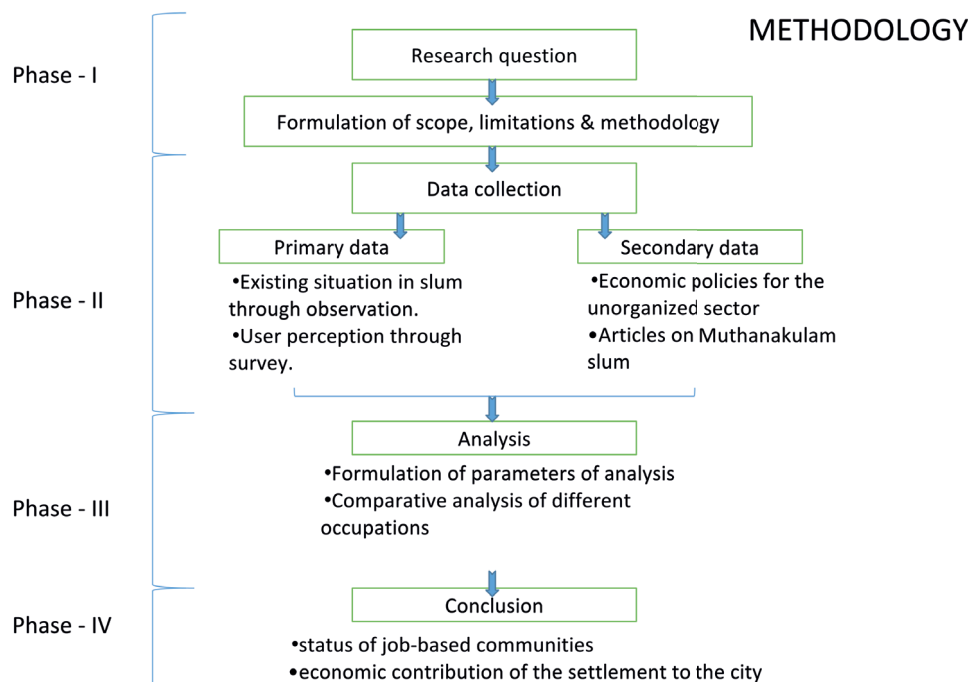 METHODOLOGY
Phase - I
Research question
Formulation of scope, limitations & methodology
Phase - II
Data collection
Primary data
•Existing situation in slum
through observation.
•User perception through
survey.
Secondary data
•Economic policies for the
unorganized sector
•Articles on Muthanakulam
slum
Phase - III
Analysis
•Formulation of parameters of analysis
•Comparative analysis of different
occupations
Phase - IV
Conclusion
•status of job-based communities
•economic contribution of the settlement to the city